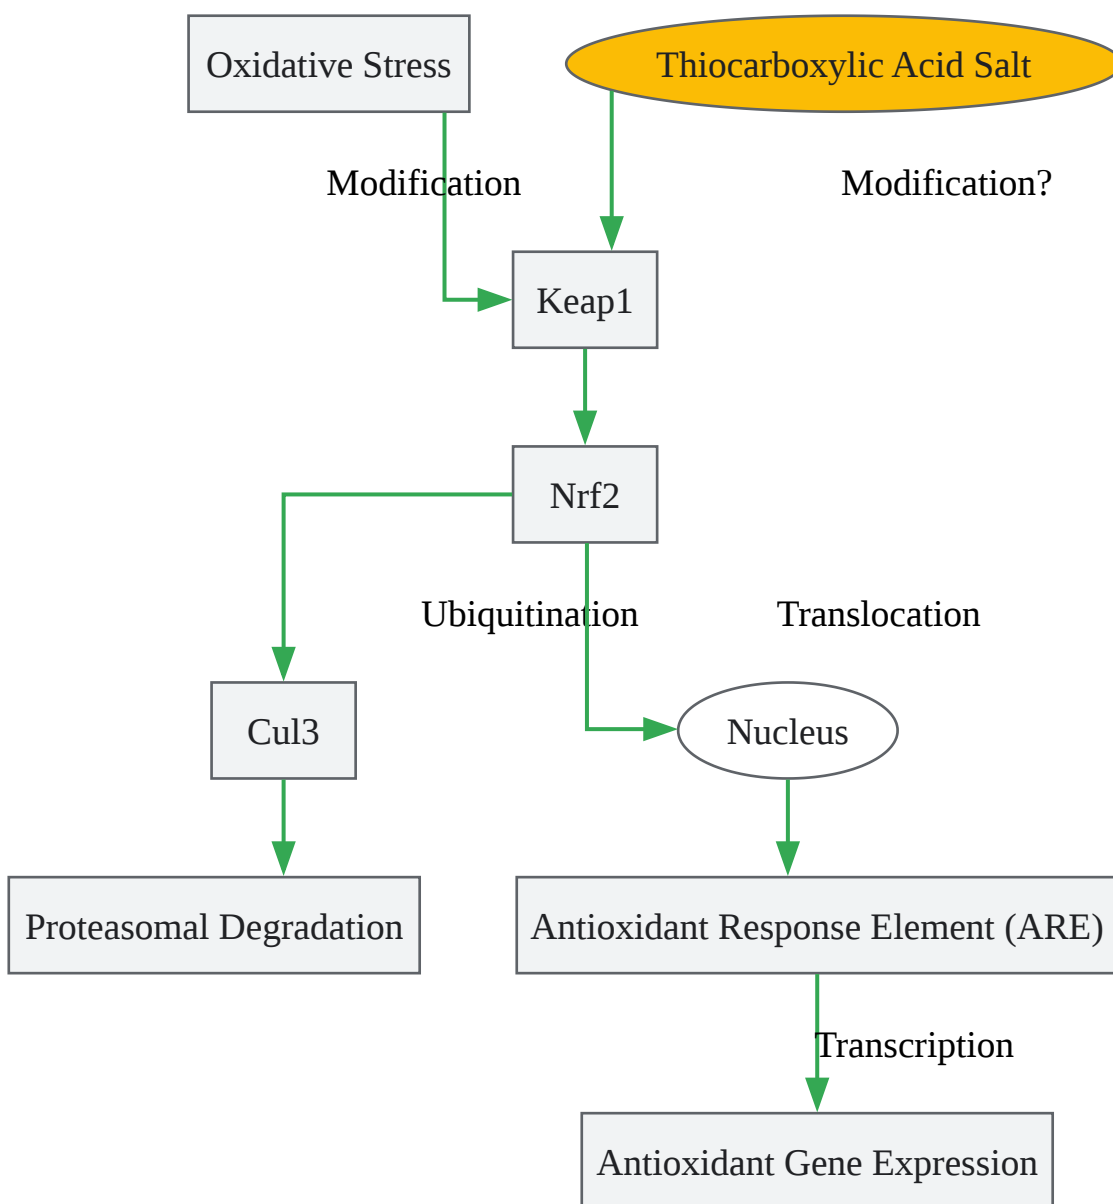 Oxidative Stress
Thiocarboxylic Acid Salt
Modification
Modification?
Keap1
Nrf2
Ubiquitination
Translocation
Cul3
Nucleus
Proteasomal Degradation
Antioxidant Response Element (ARE)
Transcription
Antioxidant Gene Expression